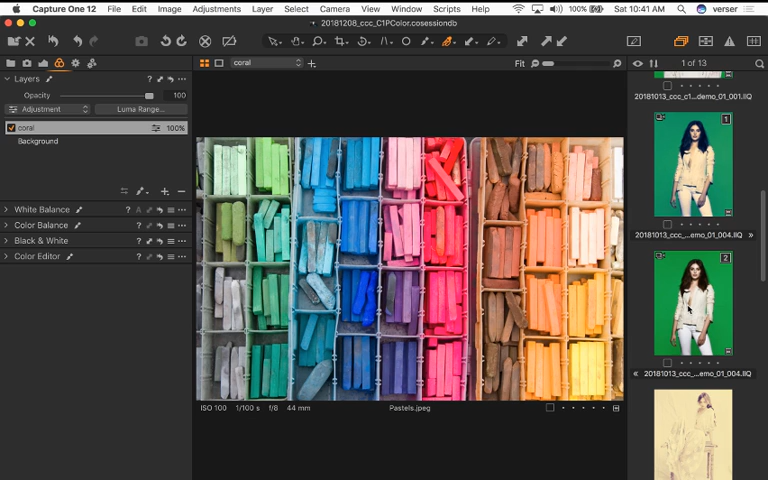 Capture One 12 File Edit Image Adjustments Layer Select Camera View Window Scripts Help 100% Sat 10:41 AM verser
20181208_ccc_C1PColor.cosessiondb
Layers
Opacity 100
Adjustment Luma Range...
coral 100%
Background
White Balance
Color Balance
Black & White
Color Editor
coral Fit
ISO 100 1/100 s f/8 44 mm Pastels.jpeg
1 of 13
20181013_ccc_c1...demo_01_001.IIQ
1
20181013_ccc_...emo_01_004.IIQ »
2
« 20181013_ccc_...emo_01_004.IIQ